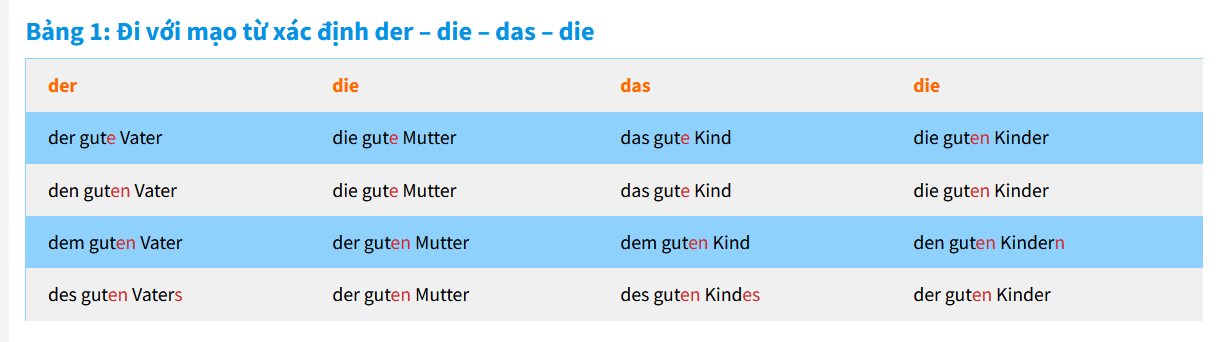 Bảng 1: Đi với mạo từ xác định der – die – das – die
der die das die
der gute Vater die gute Mutter das gute Kind die guten Kinder
den guten Vater die gute Mutter das gute Kind die guten Kinder
dem guten Vater der guten Mutter dem guten Kind den guten Kindern
des guten Vaters der guten Mutter des guten Kindes der guten Kinder